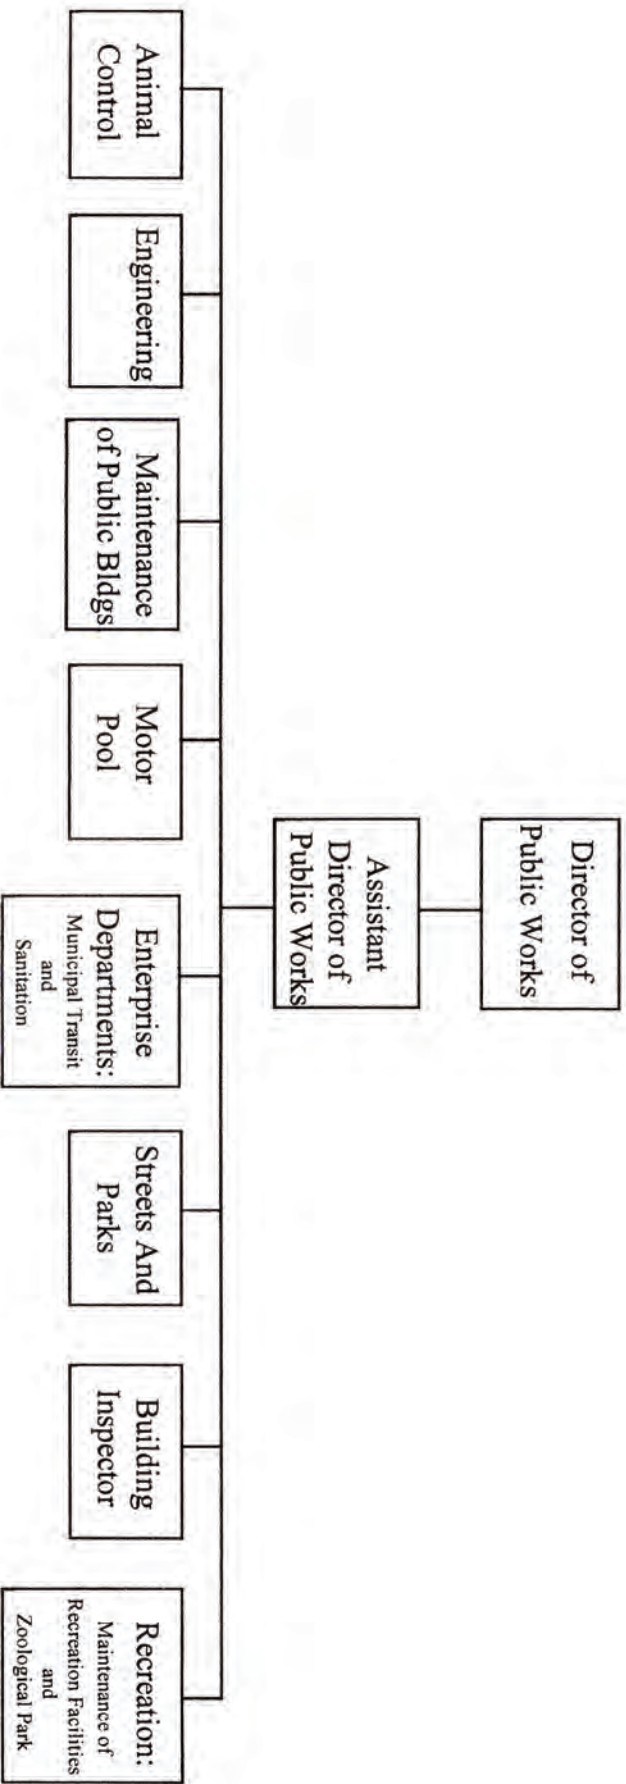 Director of
Public Works
Assistant
Director of
Public Works
Animal
Control
Engineering
Maintenance
of Public Bldgs
Motor
Pool
Enterprise
Departments:
Municipal Transit
and
Sanitation
Streets And
Parks
Building
Inspector
Recreation:
Maintenance of
Recreation Facilities
and
Zoological Park